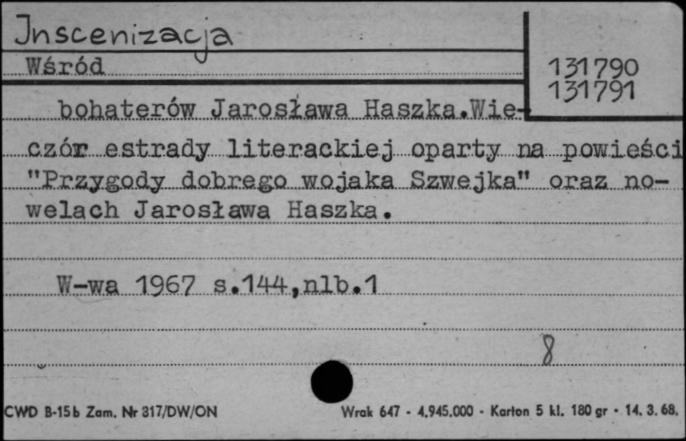 Jnscenizacja
Wśród
131790
131791
bohaterów Jarosława Haszka.Wie-
czór estrady literackiej oparty na powieści
"Przygody dobrego wojaka Szwejka" oraz no-
welach Jarosława Haszka.
W-wa 1967 s.144,nlb.1
8
CWD B-15b Zam. Nr 317/DW/ON
Wrak 647 - 4.945.000 - Karton 5 kl. 180 gr - 14. 3. 68.